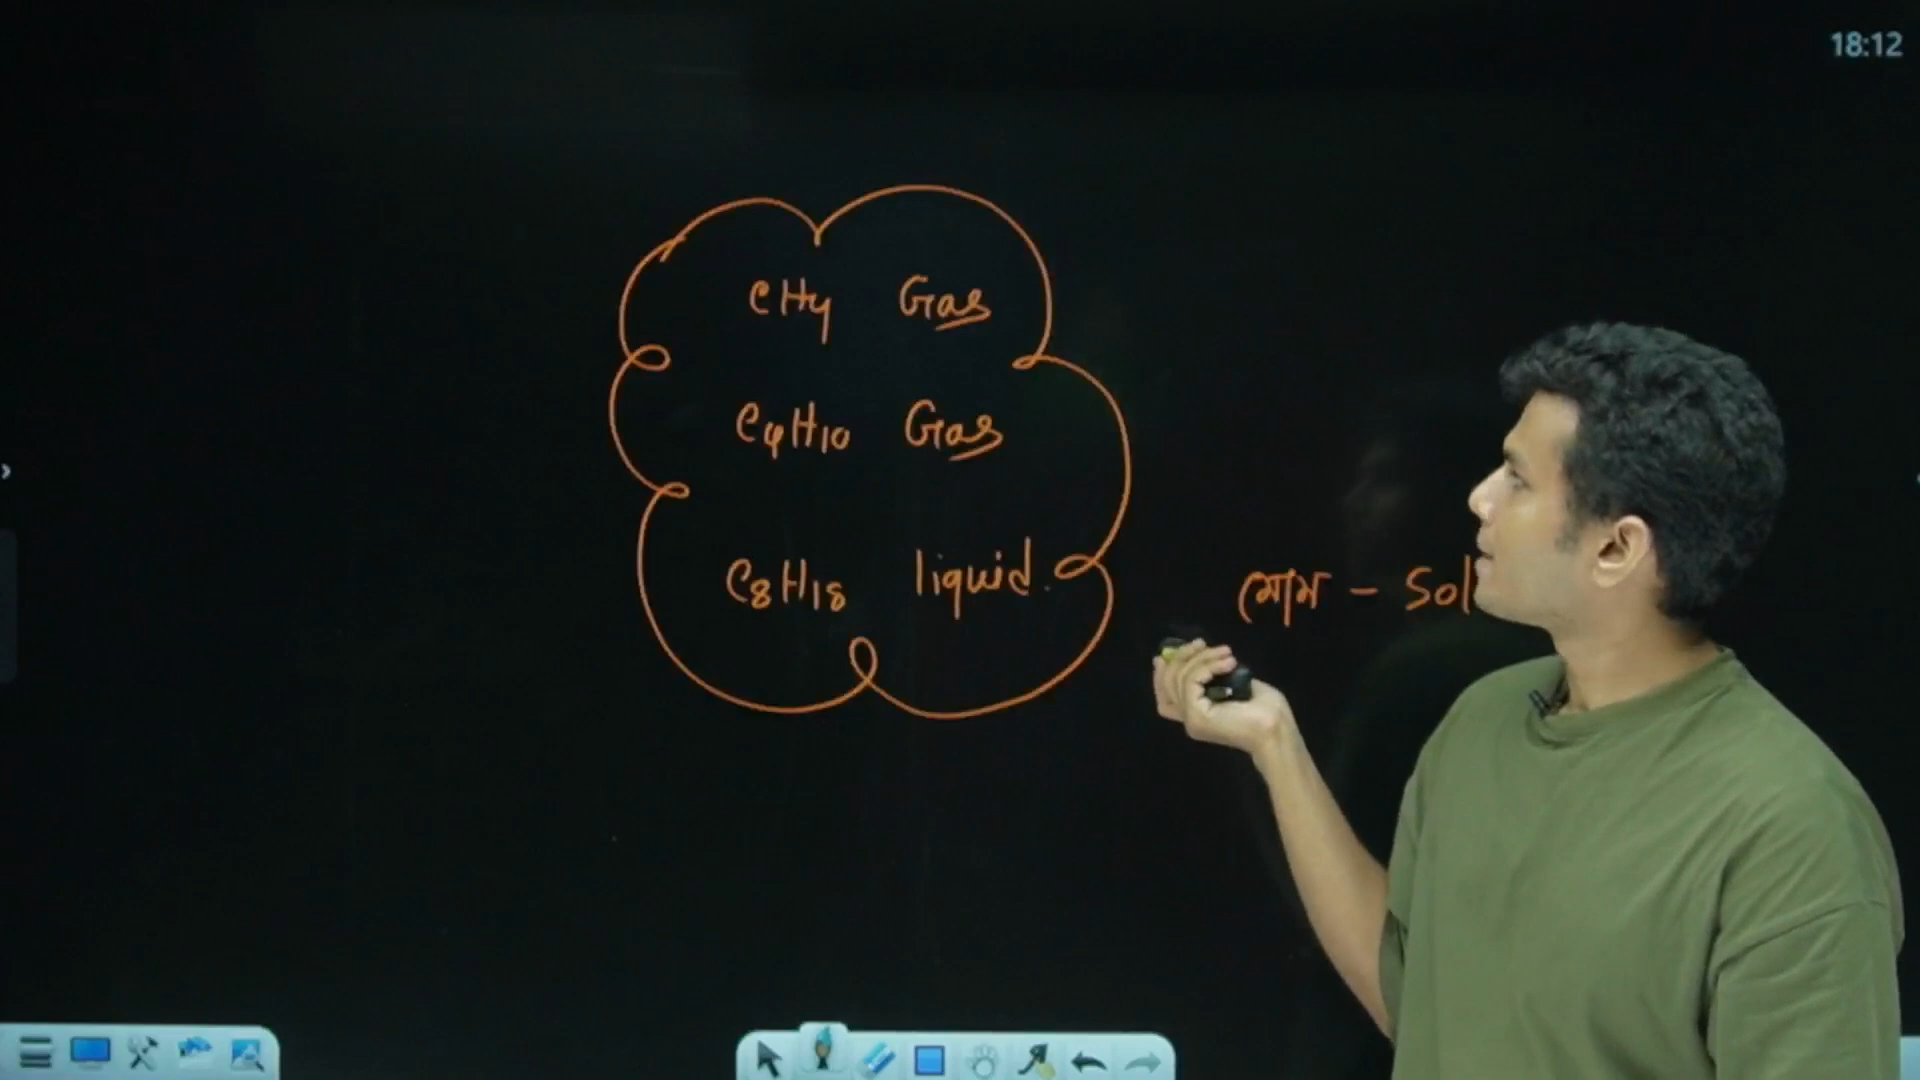 18:12
CH4 Gas
C4H10 Gas
C8H18 liquid.
মোম - Sol